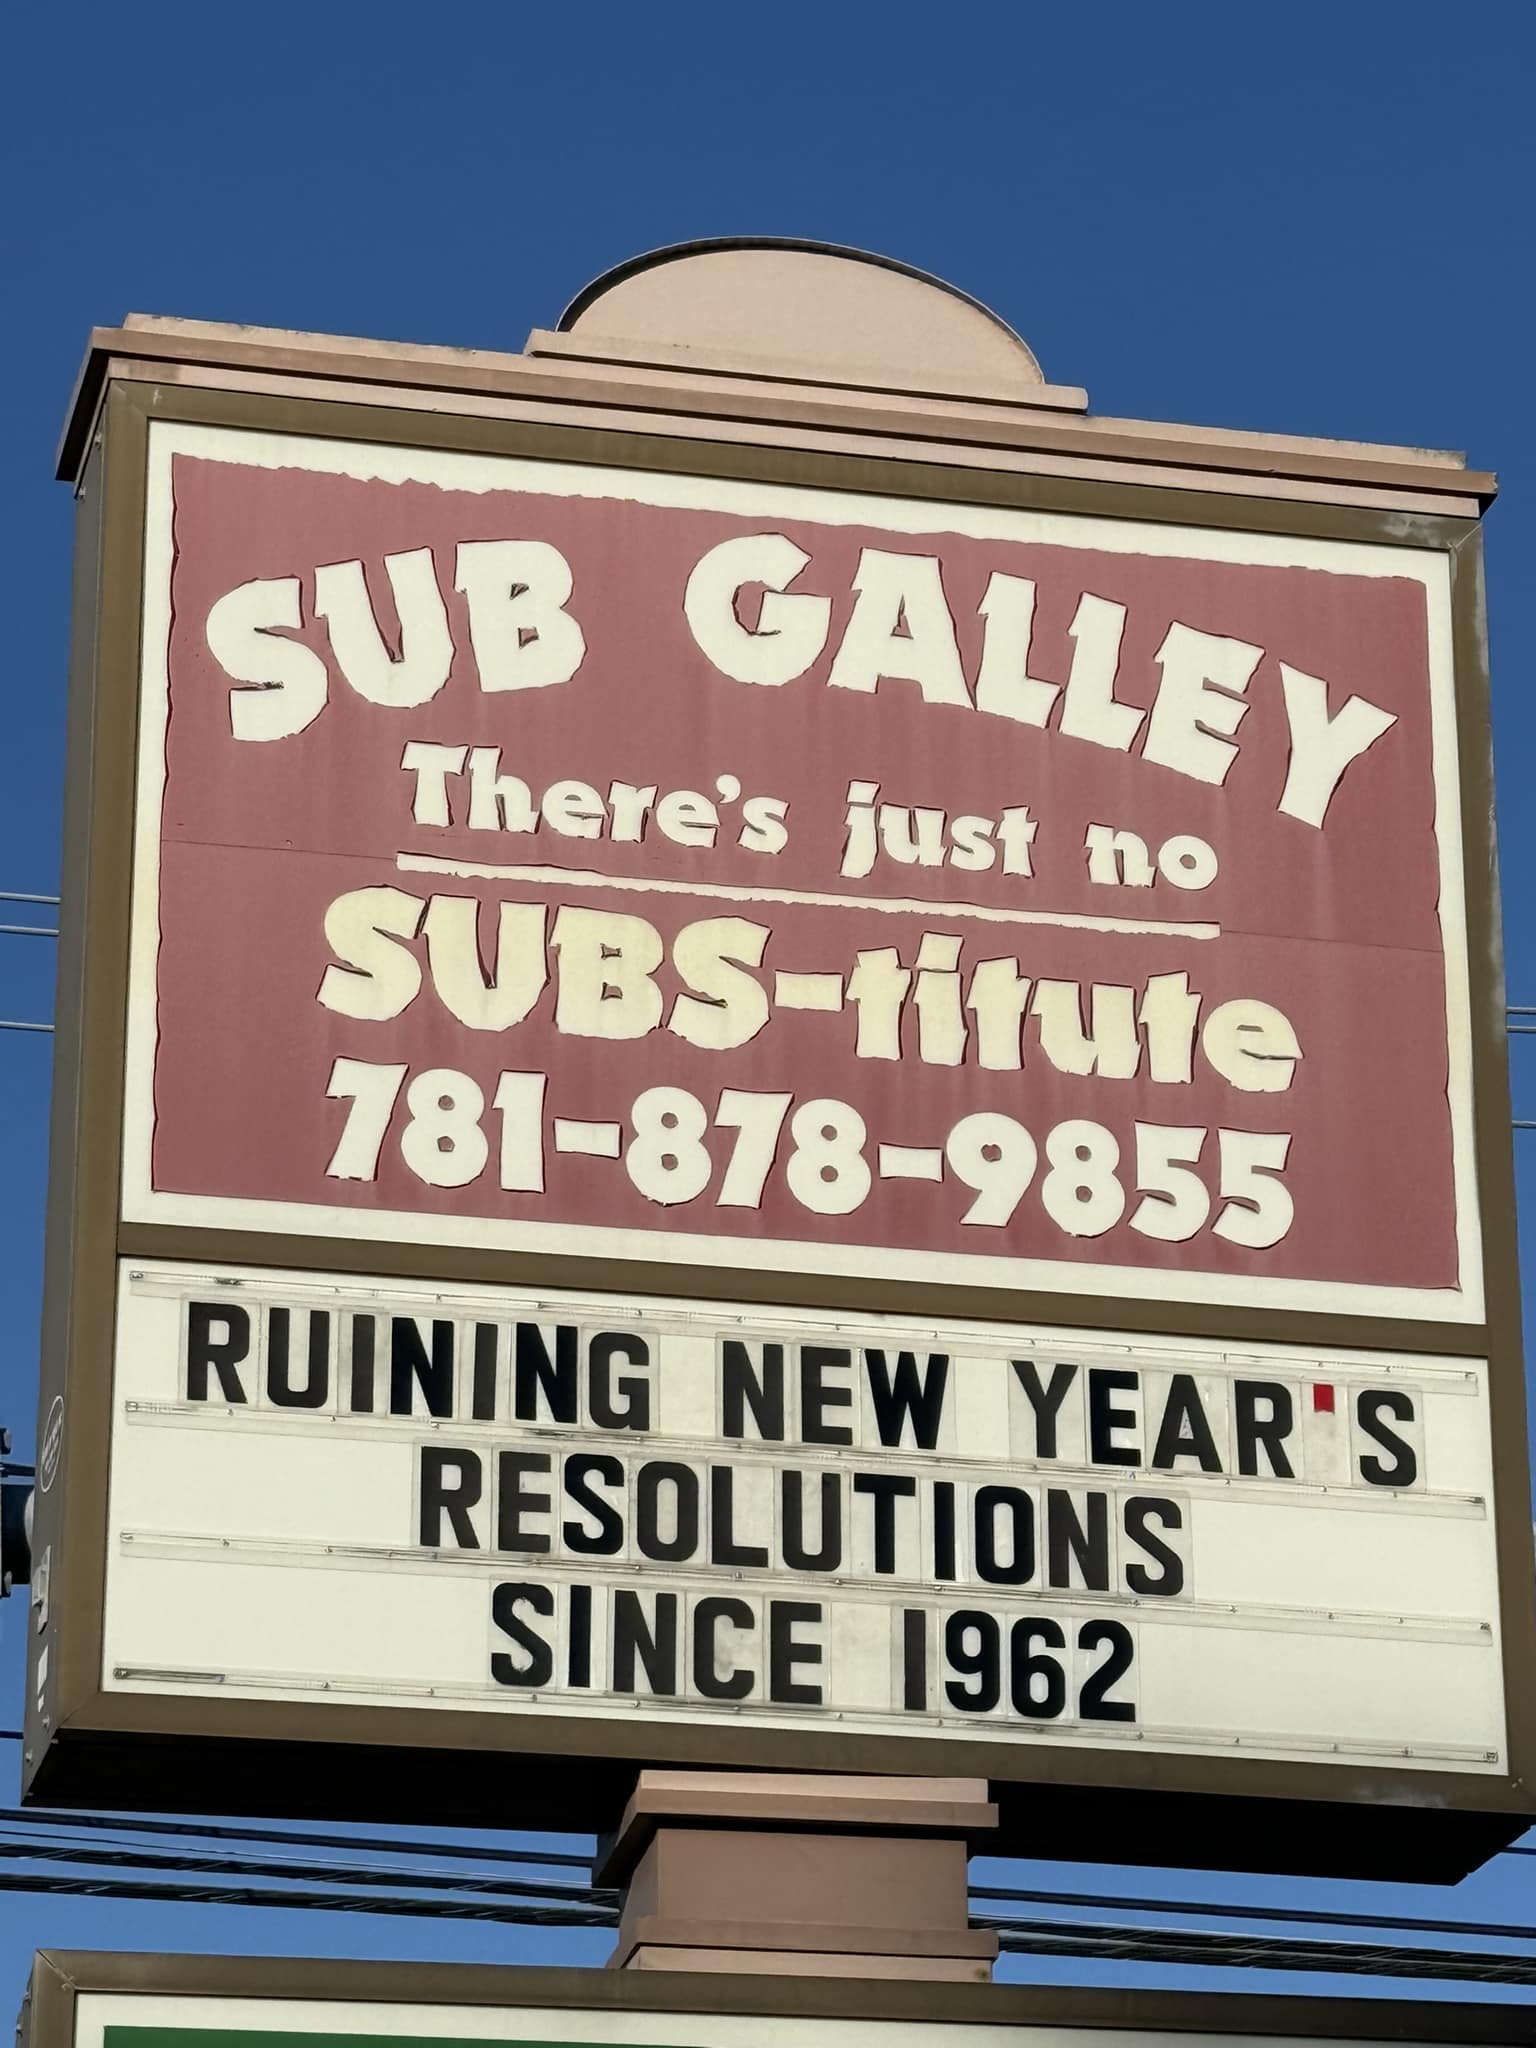 SUB GALLEY
There's just no
SUBS-titute
781-878-9855
RUINING NEW YEAR'S
RESOLUTIONS
SINCE 1962